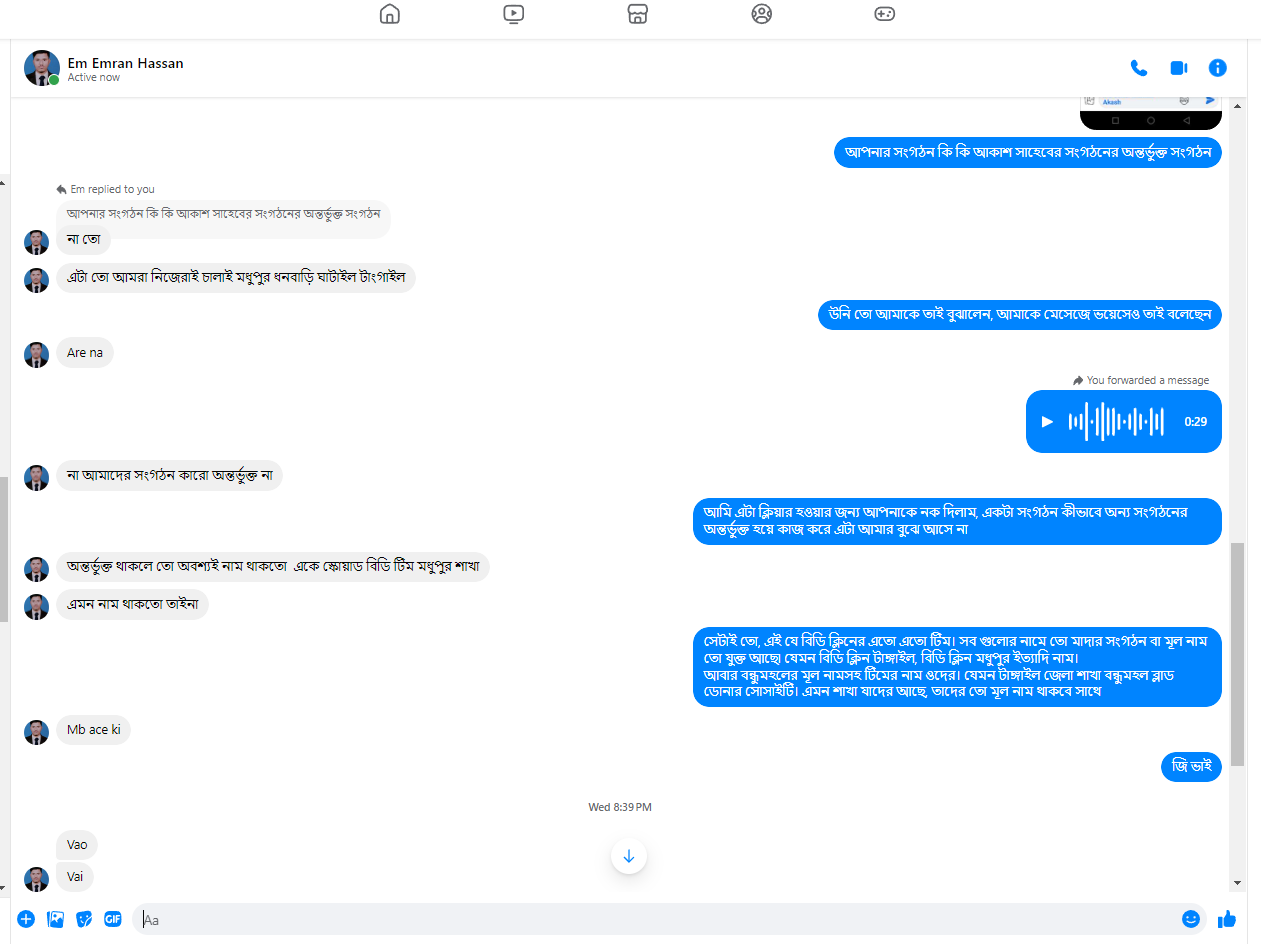 Em Emran Hassan
Active now
Akash
আপনার সংগঠন কি কি আকাশ সাহেবের সংগঠনের অন্তর্ভুক্ত সংগঠন
Em replied to you
আপনার সংগঠন কি কি আকাশ সাহেবের সংগঠনের অন্তর্ভুক্ত সংগঠন
না তো
এটা তো আমরা নিজেরাই চালাই মধুপুর ধনবাড়ি ঘাটাইল টাংগাইল
উনি তো আমাকে তাই বুঝালেন, আমাকে মেসেজে ভয়েসেও তাই বলেছেন
Are na
You forwarded a message
0:29
না আমাদের সংগঠন কারো অন্তর্ভুক্ত না
আমি এটা ক্লিয়ার হওয়ার জন্য আপনাকে নক দিলাম, একটা সংগঠন কীভাবে অন্য সংগঠনের
অন্তর্ভুক্ত হয়ে কাজ করে এটা আমার বুঝে আসে না
অন্তর্ভুক্ত থাকলে তো অবশ্যই নাম থাকতো একে স্কোয়াড বিডি টিম মধুপুর শাখা
এমন নাম থাকতো তাইনা
সেটাই তো, এই যে বিডি ক্লিনের এতো এতো টিম। সব গুলোর নামে তো মাদার সংগঠন বা মূল নাম
তো যুক্ত আছে। যেমন বিডি ক্লিন টাঙ্গাইল, বিডি ক্লিন মধুপুর ইত্যাদি নাম।
আবার বন্ধুমহলের মূল নামসহ টিমের নাম ওদের। যেমন টাঙ্গাইল জেলা শাখা বন্ধুমহল ব্লাড
ডোনার সোসাইটি। এমন শাখা যাদের আছে, তাদের তো মূল নাম থাকবে সাথে
Mb ace ki
জি ভাই
Wed 8:39 PM
Vao
Vai
GIF
Aa